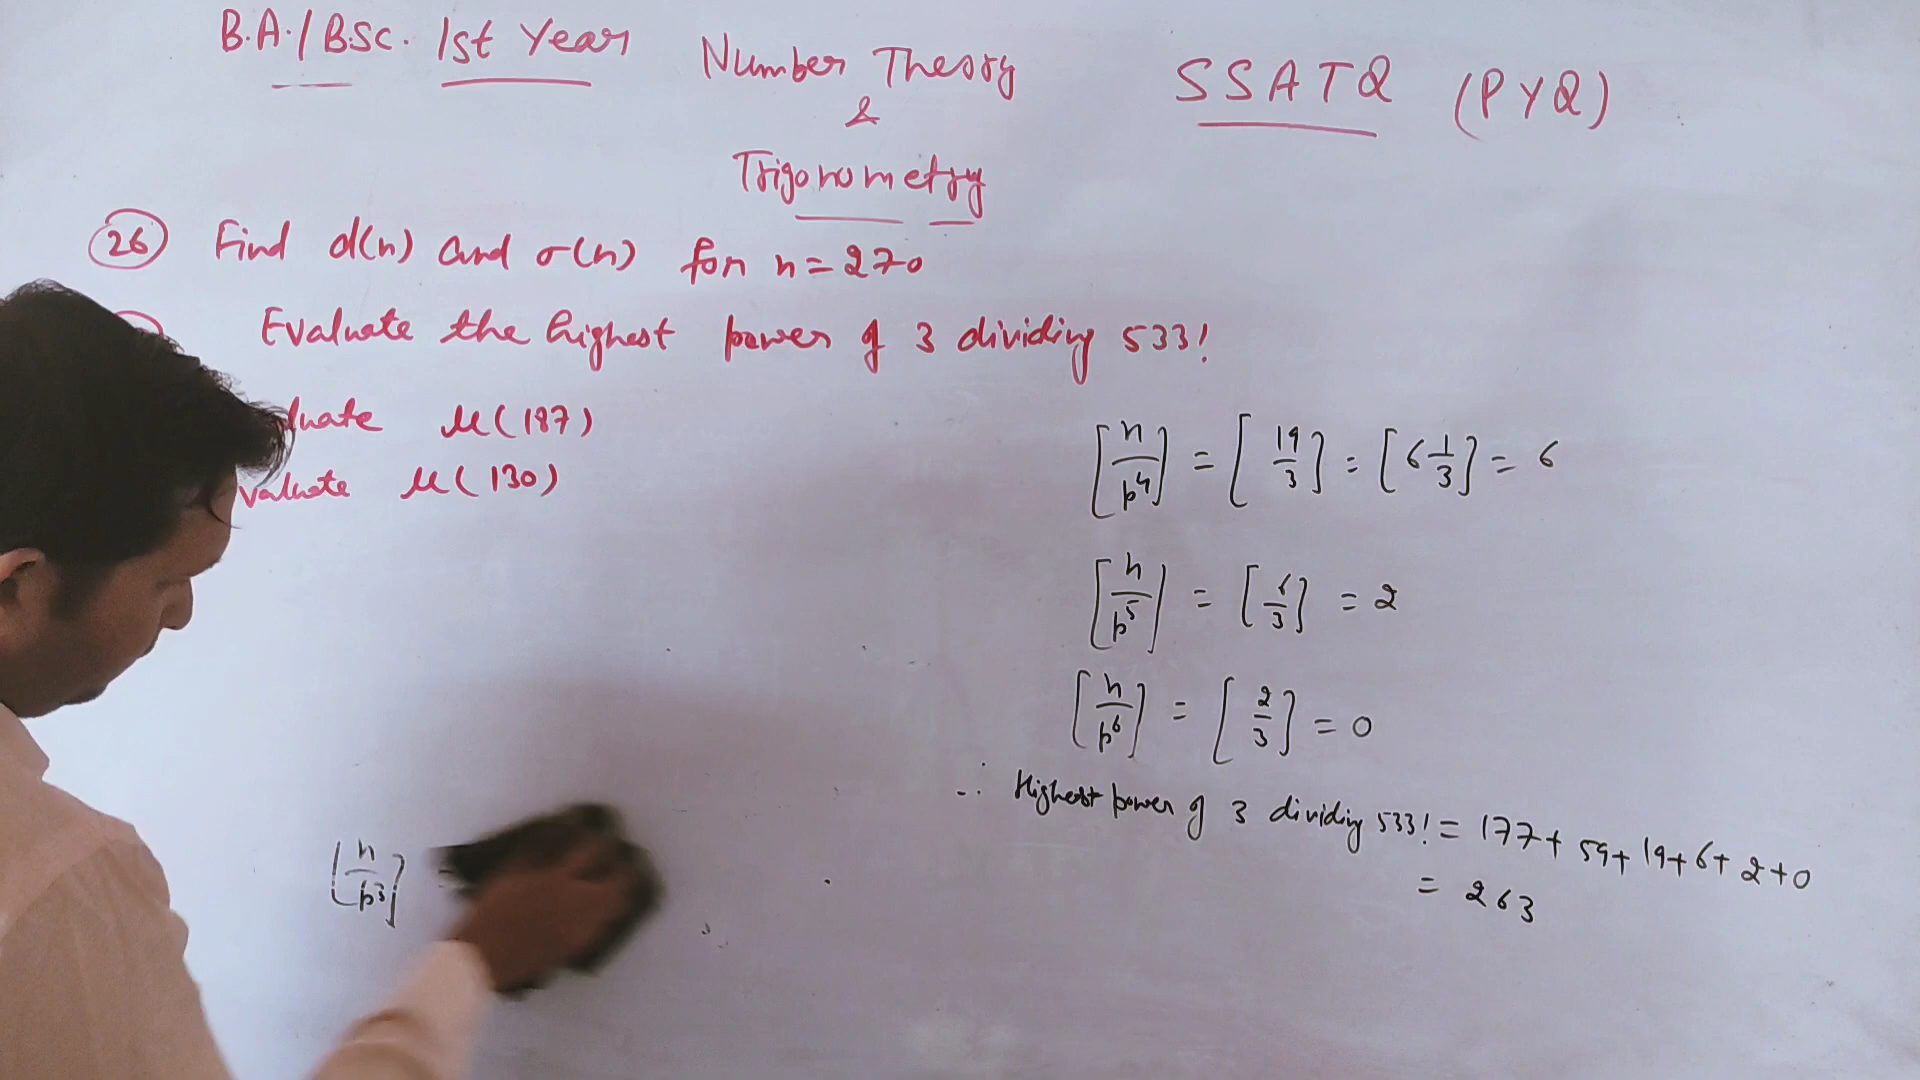 B.A./B.Sc. 1st Year
Number Theory
&
Trigonometry
SSATQ (PYQ)
26 Find d(n) and σ(n) for n = 270
Evaluate the highest power of 3 dividing 533!
luate μ(187)
valuate μ(130)
[n/p⁴] = [19/3] = [6 1/3] = 6
[n/p⁵] = [6/3] = 2
[n/p⁶] = [2/3] = 0
∴ Highest power of 3 dividing 533! = 177 + 59 + 19 + 6 + 2 + 0
= 263
[n/p³]